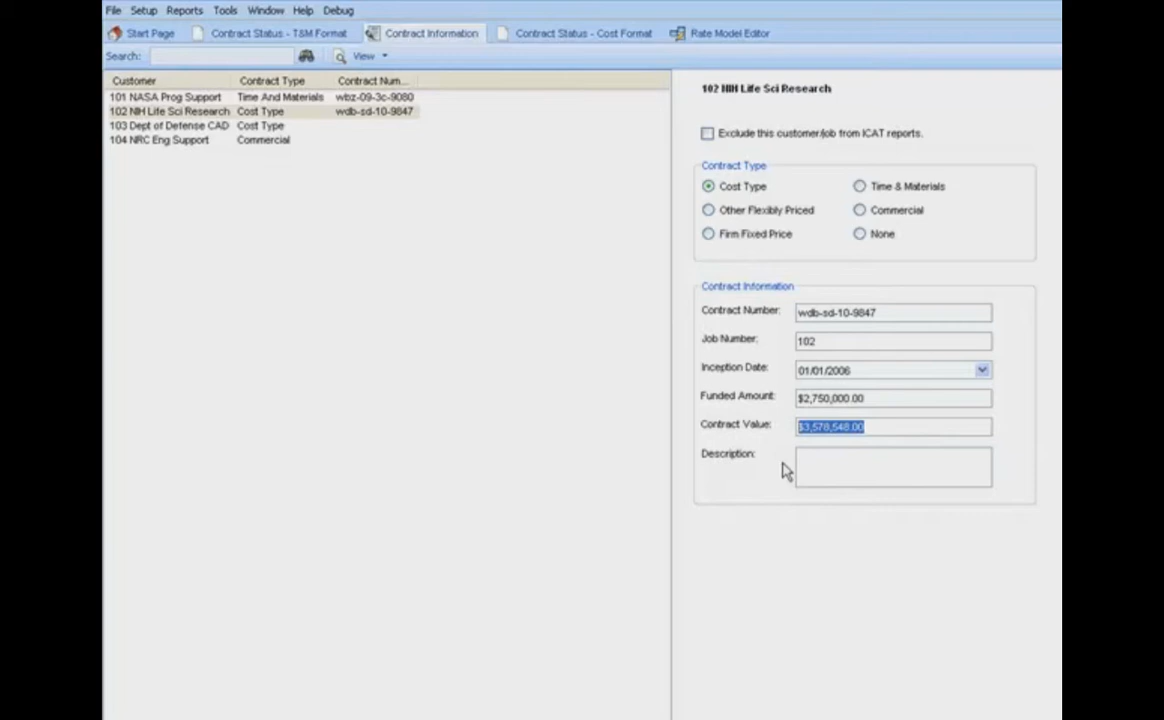 File Setup Reports Tools Window Help Debug
Start Page Contract Status - T&M Format Contract Information Contract Status - Cost Format Rate Model Editor
Search: View
Customer Contract Type Contract Num...
101 NASA Prog Support Time And Materials wbz-09-3c-9080
102 NIH Life Sci Research Cost Type wdb-sd-10-9847
103 Dept of Defense CAD Cost Type
104 NRC Eng Support Commercial
102 NIH Life Sci Research
Exclude this customer/job from ICAT reports.
Contract Type
Cost Type Time & Materials
Other Flexibly Priced Commercial
Firm Fixed Price None
Contract Information
Contract Number: wdb-sd-10-9847
Job Number: 102
Inception Date: 01/01/2006
Funded Amount: $2,750,000.00
Contract Value: $3,578,548.00
Description: